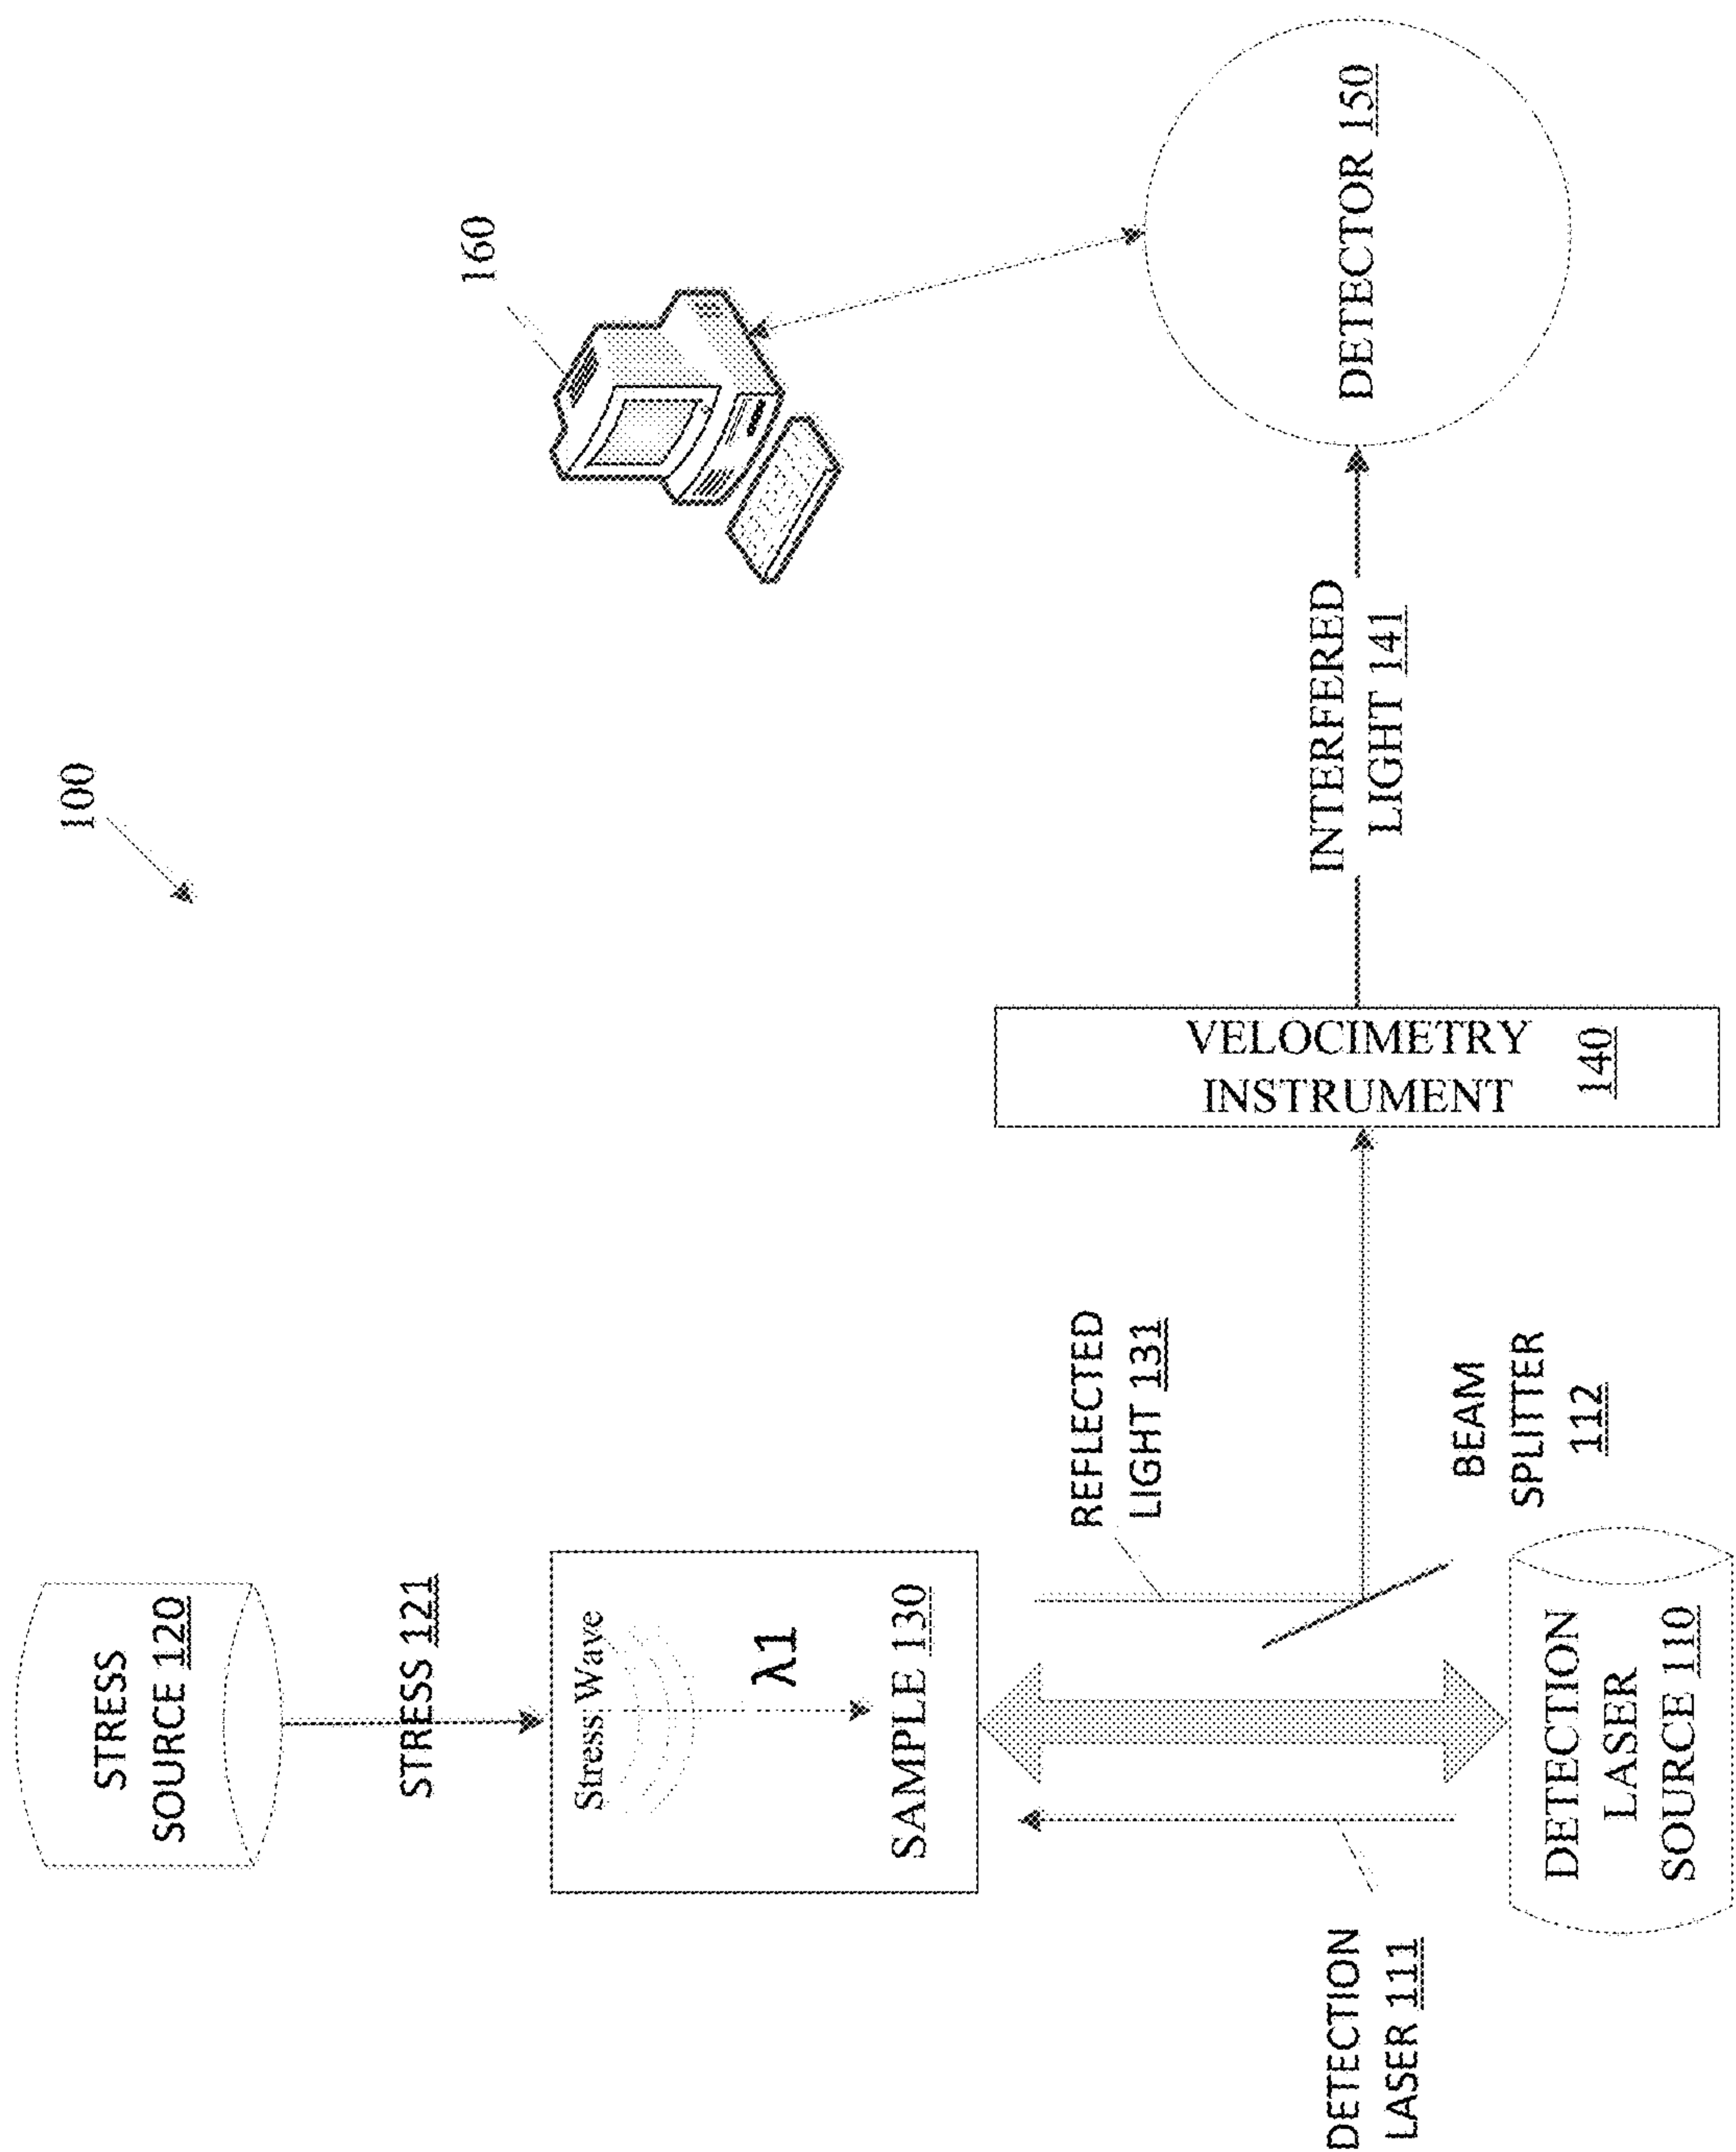 100
160
STRESS
SOURCE 120
STRESS 121
Stress Wave
λ1
SAMPLE 130
DETECTION
LASER 111
REFLECTED
LIGHT 131
BEAM
SPLITTER
112
DETECTION
LASER
SOURCE 110
VELOCIMETRY
INSTRUMENT
140
INTERFERED
LIGHT 141
DETECTOR 150